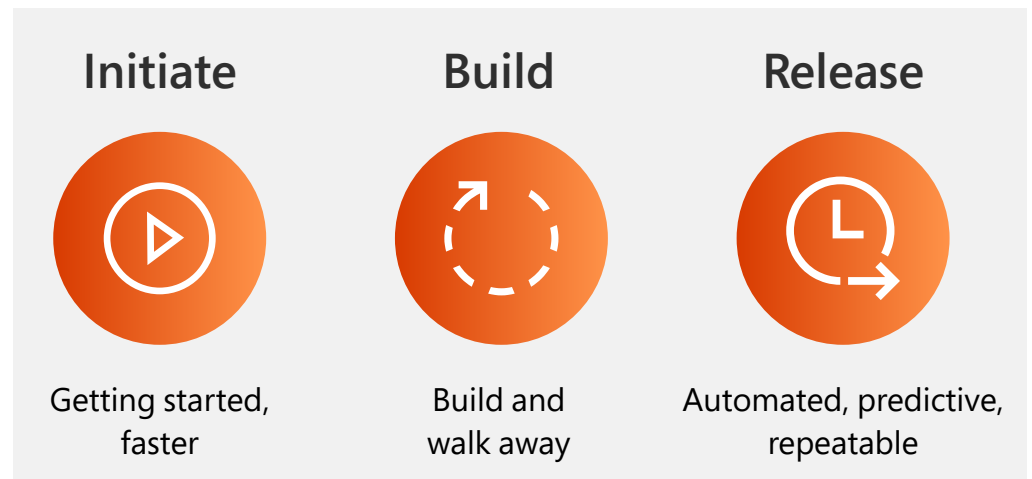 Initiate
Build
Release
Getting started,
faster
Build and
walk away
Automated, predictive,
repeatable